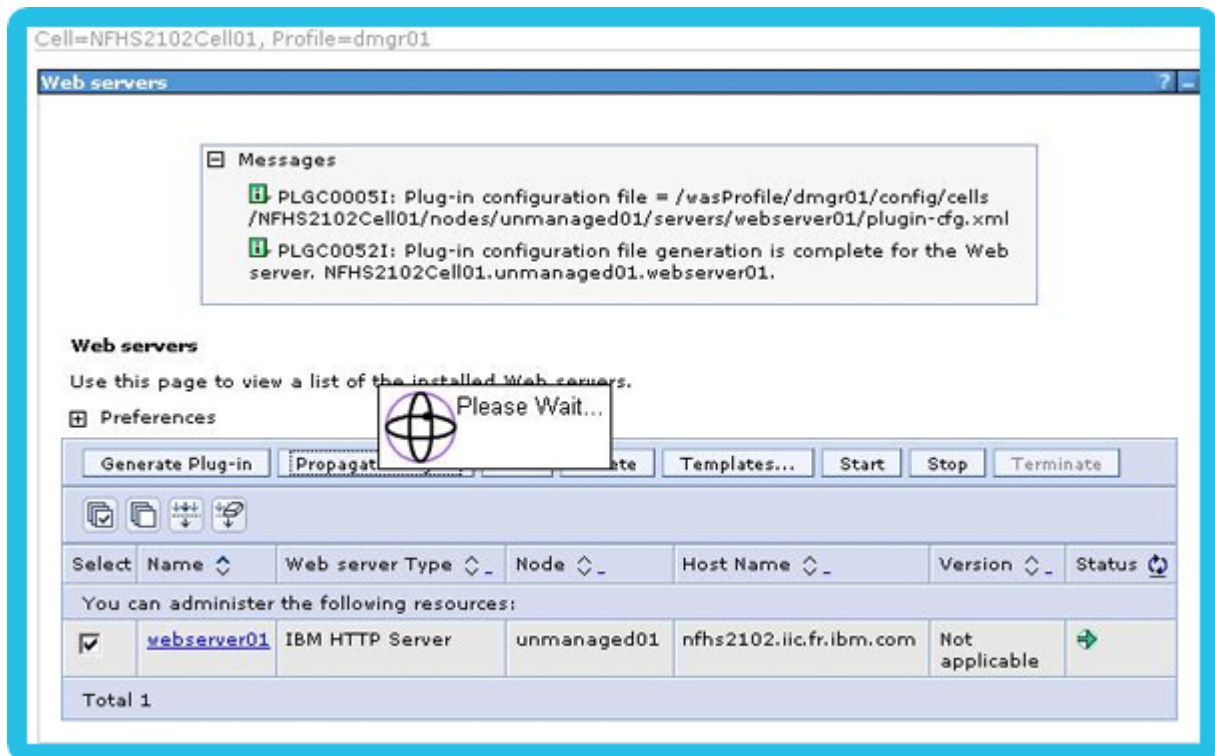 Cell=NFHS2102Cell01, Profile=dmgr01
Web servers ? _
Messages
PLGC0005I: Plug-in configuration file = /wasProfile/dmgr01/config/cells
/NFHS2102Cell01/nodes/unmanaged01/servers/webserver01/plugin-cfg.xml
PLGC0052I: Plug-in configuration file generation is complete for the Web
server. NFHS2102Cell01.unmanaged01.webserver01.
Web servers
Use this page to view a list of the installed Web servers.
Preferences
Please Wait...
Generate Plug-in Propagat Templates... Start Stop Terminate
Select Name Web server Type Node Host Name Version Status
You can administer the following resources:
webserver01 IBM HTTP Server unmanaged01 nfhs2102.iic.fr.ibm.com Not
applicable
Total 1